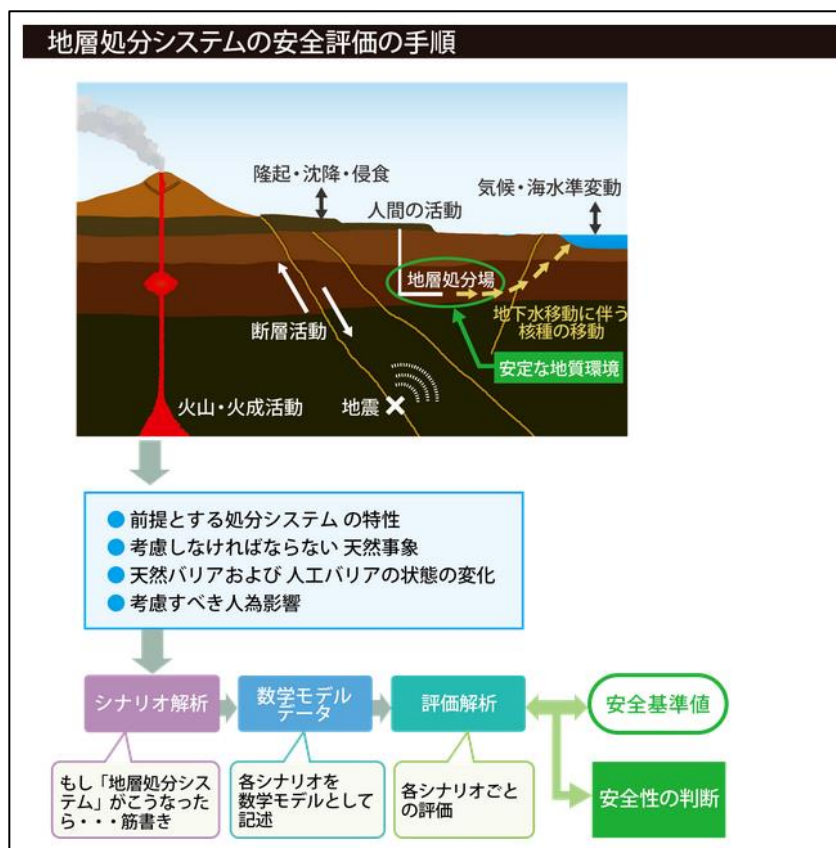 地層処分システムの安全評価の手順
隆起・沈降・侵食
気候・海水準変動
人間の活動
地層処分場
地下水移動に伴う
核種の移動
断層活動
安定な地質環境
火山・火成活動
地震
● 前提とする処分システム の特性
● 考慮しなければならない 天然事象
● 天然バリアおよび 人工バリアの状態の変化
● 考慮すべき人為影響
シナリオ解析
数学モデル
データ
評価解析
安全基準値
もし「地層処分シス
テム」がこうなった
ら・・・筋書き
各シナリオを
数学モデルとして
記述
各シナリオごと
の評価
安全性の判断